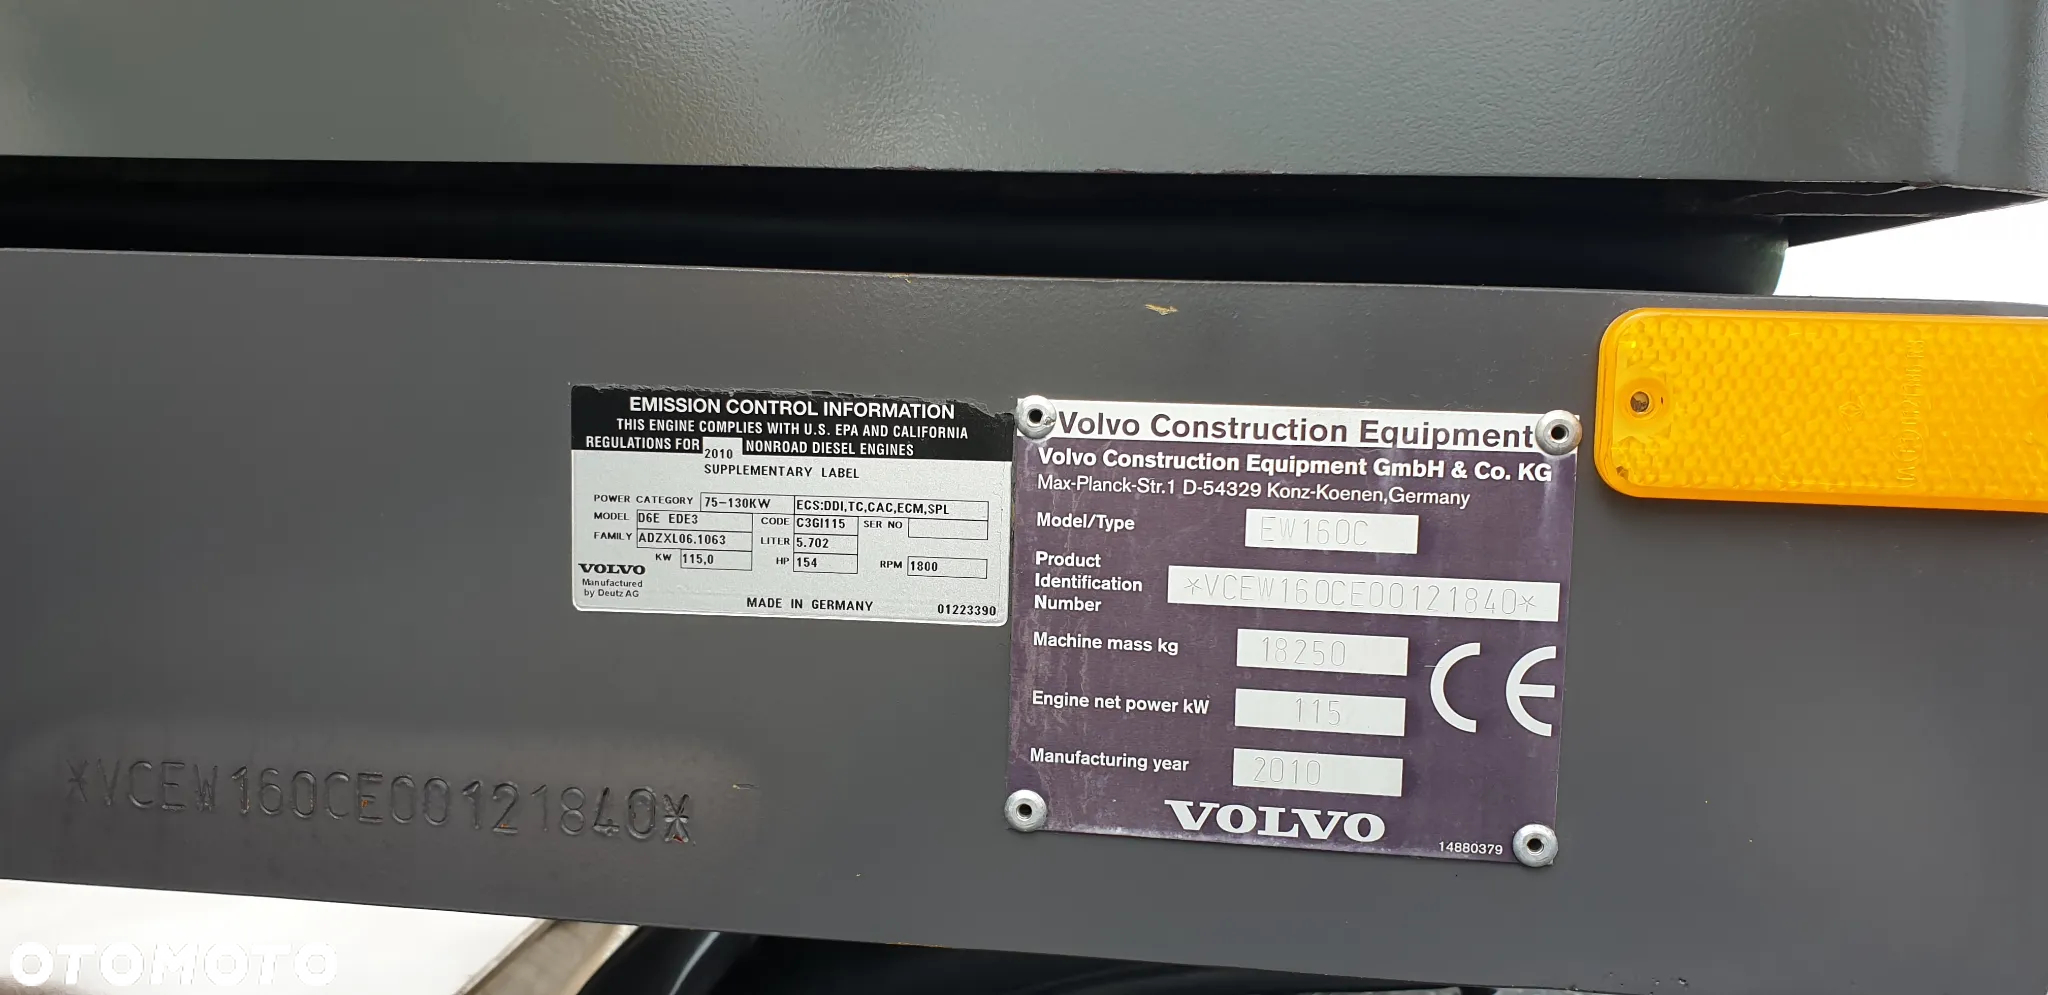 EMISSION CONTROL INFORMATION
THIS ENGINE COMPLIES WITH U.S. EPA AND CALIFORNIA
REGULATIONS FOR 2010 NONROAD DIESEL ENGINES
SUPPLEMENTARY LABEL
POWER CATEGORY 75-130KW ECS:DDI,TC,CAC,ECM,SPL
MODEL D6E EDE3 CODE C3GI115 SER NO
FAMILY ADZXL06.1063 LITER 5.702
KW 115,0 HP 154 RPM 1800
VOLVO
Manufactured
by Deutz AG
MADE IN GERMANY 01223390
Volvo Construction Equipment
Volvo Construction Equipment GmbH & Co. KG
Max-Planck-Str.1 D-54329 Konz-Koenen,Germany
Model/Type EW160C
Product
Identification
Number *VCEW160CE00121840*
Machine mass kg 18250
Engine net power kW 115
CE
Manufacturing year 2010
VOLVO
14880379
*VCEW160CE00121840*
OTOMOTO